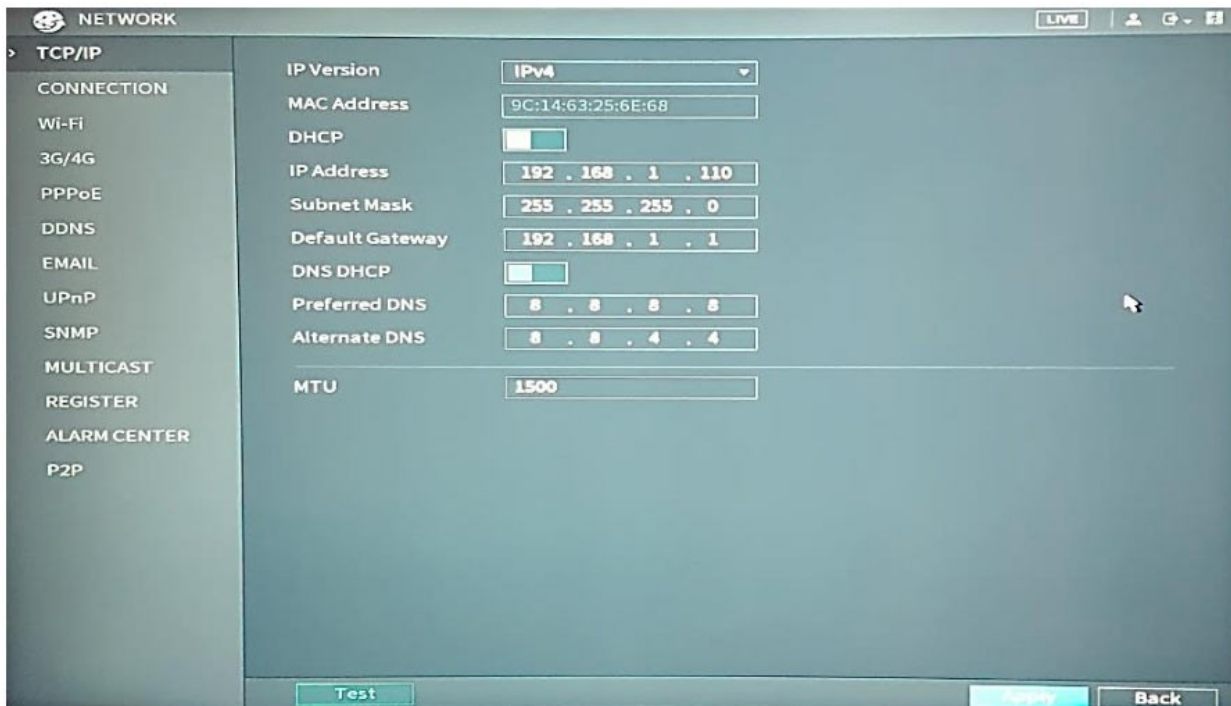 NETWORK
LIVE
TCP/IP
CONNECTION
Wi-Fi
3G/4G
PPPoE
DDNS
EMAIL
UPnP
SNMP
MULTICAST
REGISTER
ALARM CENTER
P2P
IP Version IPv4
MAC Address 9C:14:63:25:6E:68
DHCP
IP Address 192 . 168 . 1 . 110
Subnet Mask 255 . 255 . 255 . 0
Default Gateway 192 . 168 . 1 . 1
DNS DHCP
Preferred DNS 8 . 8 . 8 . 8
Alternate DNS 8 . 8 . 4 . 4
MTU 1500
Test
Apply
Back